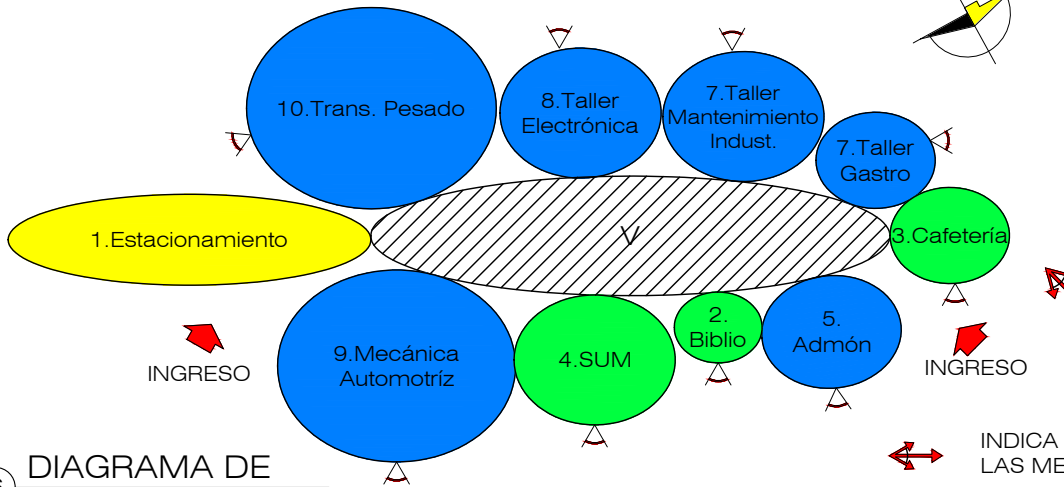 10.Trans. Pesado
8.Taller
Electrónica
7.Taller
Mantenimiento
Indust.
7.Taller
Gastro
1.Estacionamiento
V
3.Cafetería
INGRESO
9.Mecánica
Automotríz
4.SUM
2.
Biblio
5.
Admón
INGRESO
DIAGRAMA DE
INDICA
LAS ME